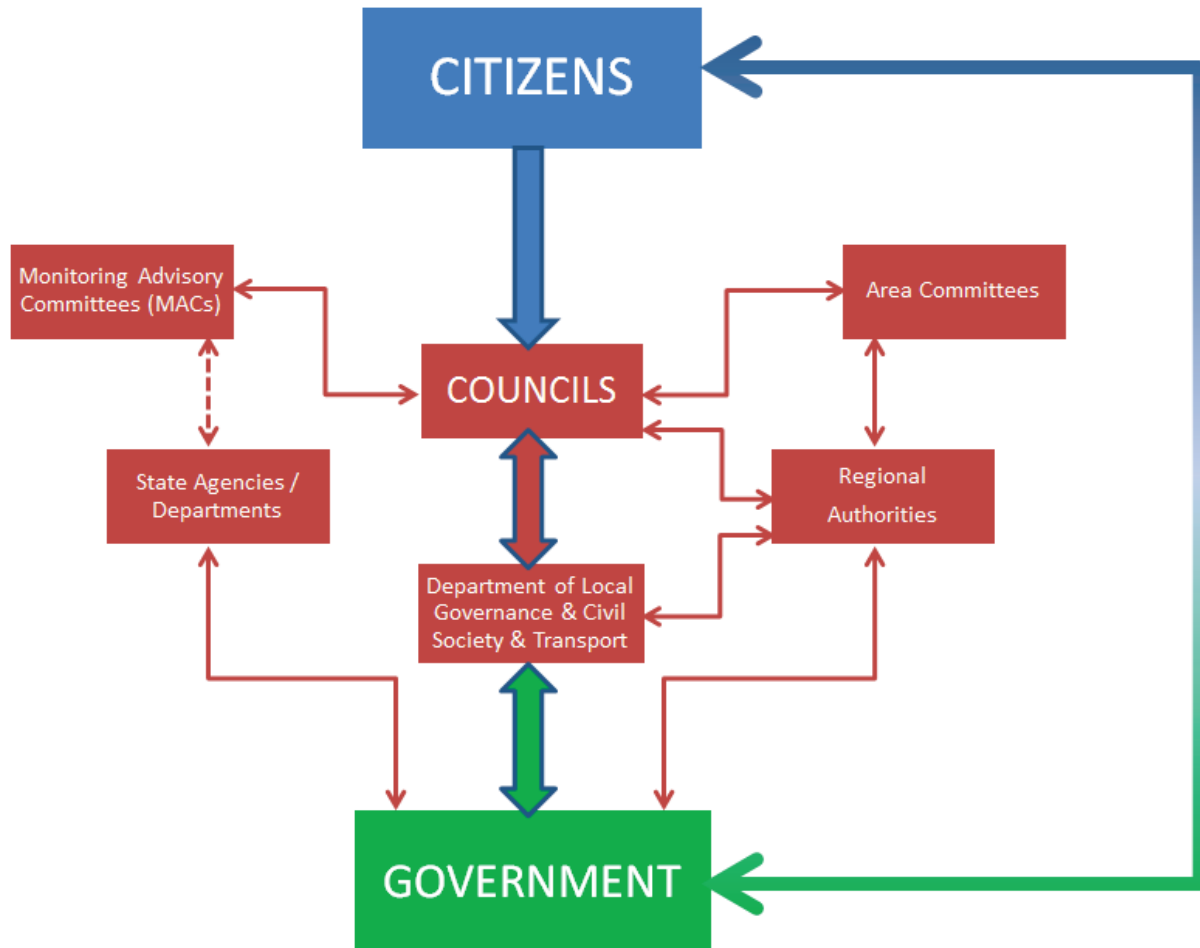 CITIZENS
Monitoring Advisory
Committees (MACs)
Area Committees
COUNCILS
State Agencies /
Departments
Regional
Authorities
Department of Local
Governance & Civil
Society & Transport
GOVERNMENT